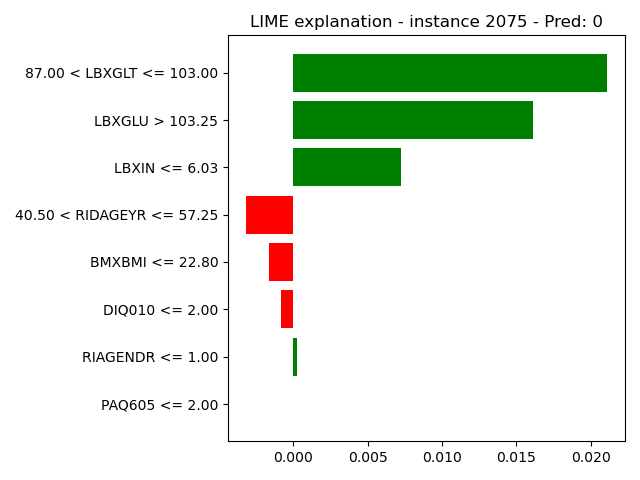 LIME explanation - instance 2075 - Pred: 0
87.00 < LBXGLT <= 103.00
LBXGLU > 103.25
LBXIN <= 6.03
40.50 < RIDAGEYR <= 57.25
BMXBMI <= 22.80
DIQ010 <= 2.00
RIAGENDR <= 1.00
PAQ605 <= 2.00
0.000 0.005 0.010 0.015 0.020